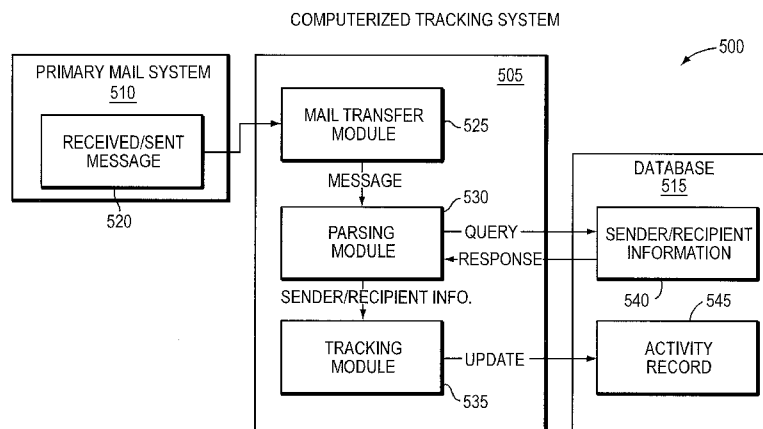 COMPUTERIZED TRACKING SYSTEM
500
PRIMARY MAIL SYSTEM
510
RECEIVED/SENT
MESSAGE
520
505
MAIL TRANSFER
MODULE
525
MESSAGE
530
PARSING
MODULE
QUERY
RESPONSE
SENDER/RECIPIENT INFO.
TRACKING
MODULE
535
UPDATE
DATABASE
515
SENDER/RECIPIENT
INFORMATION
540
545
ACTIVITY
RECORD